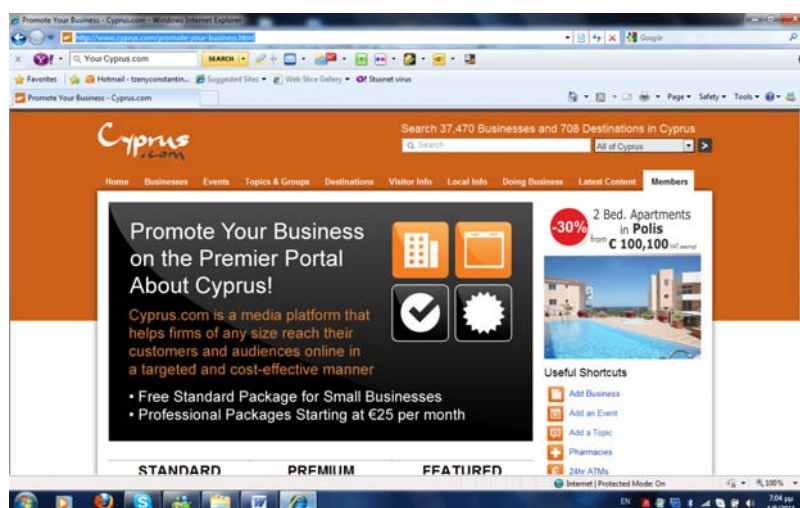 Promote Your Business - Cyprus.com - Windows Internet Explorer
http://www.cyprus.com/promote-your-business.html
Google
Your Cyprus.com
SEARCH
Favorites
Hotmail - tzenyconstantin...
Suggested Sites
Web Slice Gallery
Stuxnet virus
Promote Your Business - Cyprus.com
Page
Safety
Tools
Cyprus
.com
Search 37,470 Businesses and 708 Destinations in Cyprus
Search
All of Cyprus
Home
Businesses
Events
Topics & Groups
Destinations
Visitor Info
Local Info
Doing Business
Latest Content
Members
Promote Your Business
on the Premier Portal
About Cyprus!
Cyprus.com is a media platform that
helps firms of any size reach their
customers and audiences online in
a targeted and cost-effective manner
• Free Standard Package for Small Businesses
• Professional Packages Starting at €25 per month
STANDARD
PREMIUM
FEATURED
-30%
2 Bed. Apartments
in Polis
from € 100,100
Useful Shortcuts
Add Business
Add an Event
Add a Topic
Pharmacies
24hr ATMs
Internet | Protected Mode: On
100%
EN
7:04 μμ